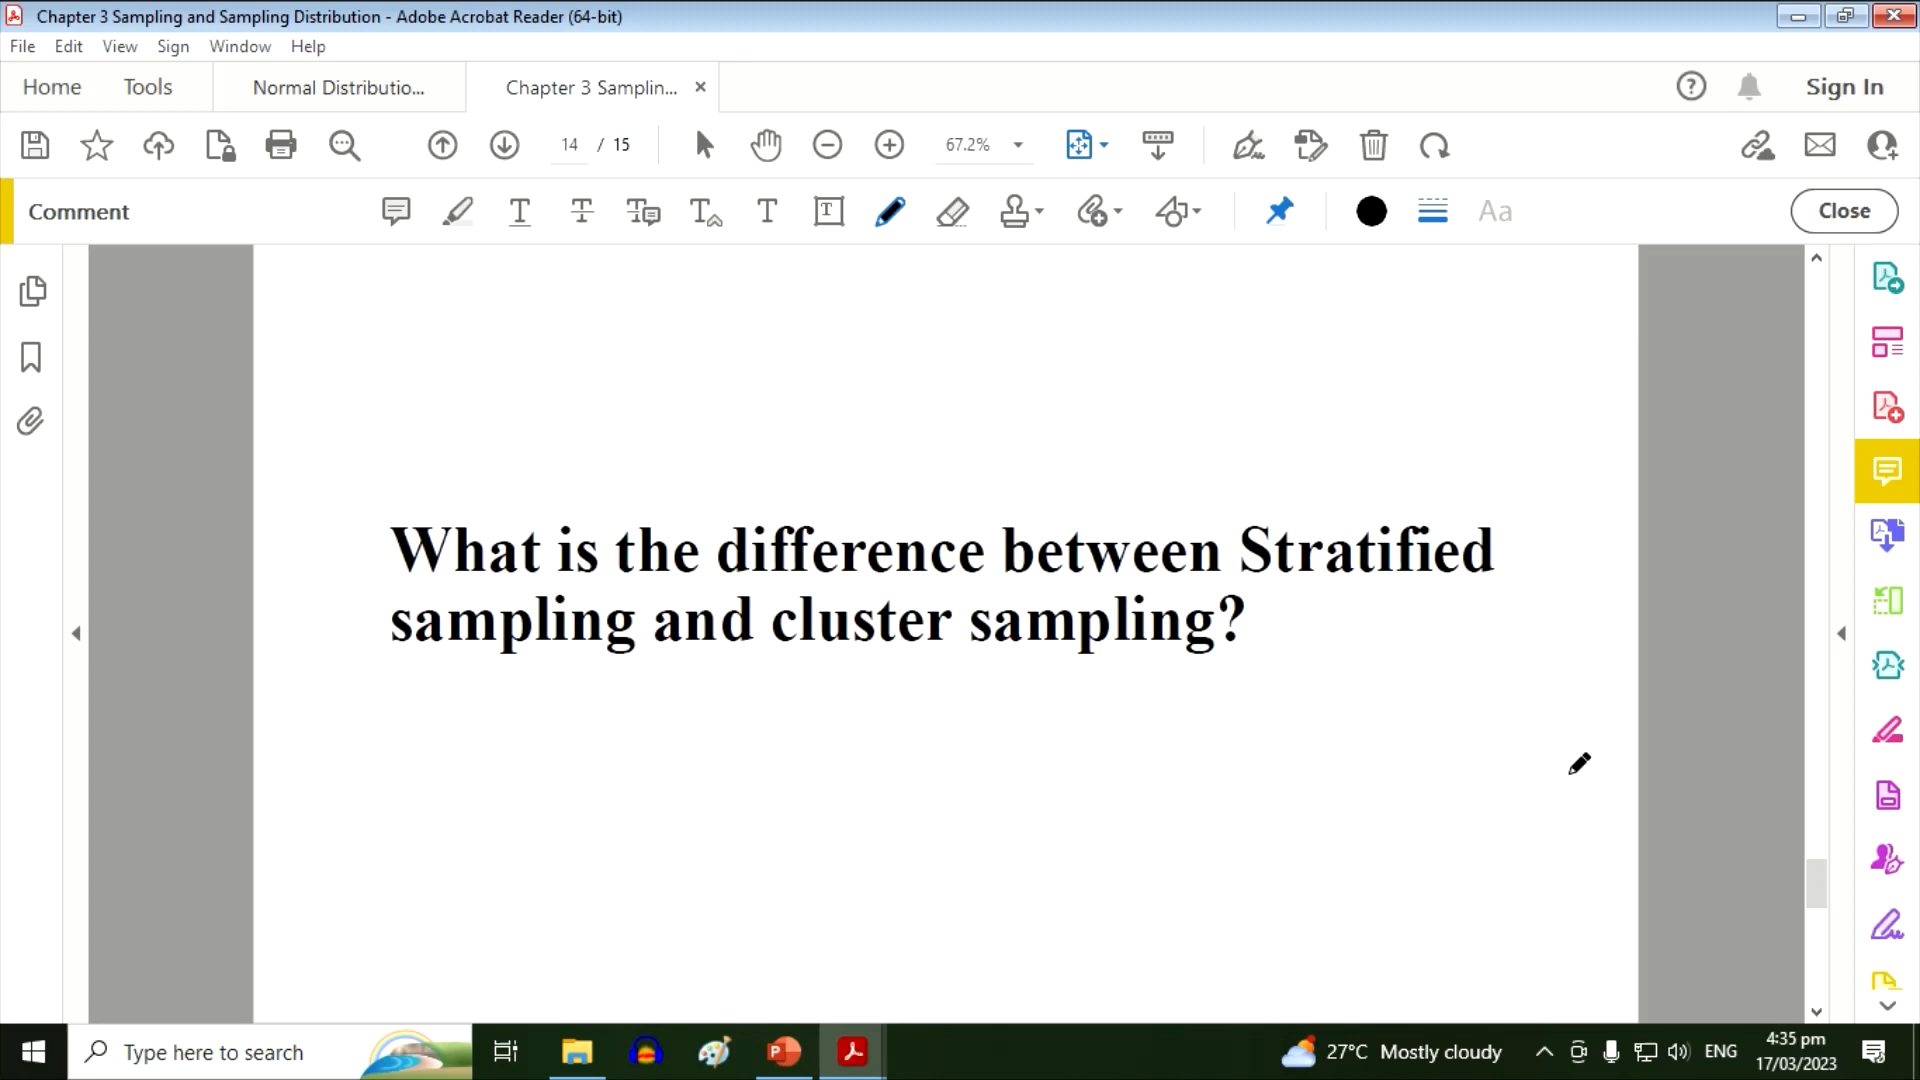 Chapter 3 Sampling and Sampling Distribution - Adobe Acrobat Reader (64-bit)
File Edit View Sign Window Help
Home Tools Normal Distributio... Chapter 3 Samplin... Sign In
14 / 15 67.2%
Comment Aa Close
What is the difference between Stratified
sampling and cluster sampling?
Type here to search 27°C Mostly cloudy ENG 4:35 pm
17/03/2023